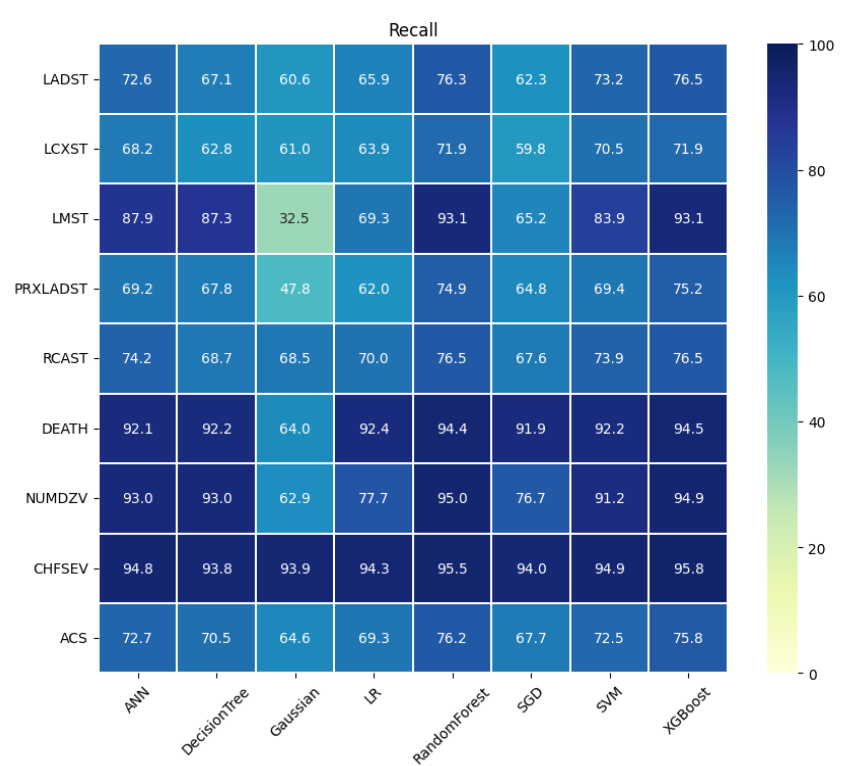 Recall
LADST 72.6 67.1 60.6 65.9 76.3 62.3 73.2 76.5
LCXST 68.2 62.8 61.0 63.9 71.9 59.8 70.5 71.9
LMST 87.9 87.3 32.5 69.3 93.1 65.2 83.9 93.1
PRXLADST 69.2 67.8 47.8 62.0 74.9 64.8 69.4 75.2
RCAST 74.2 68.7 68.5 70.0 76.5 67.6 73.9 76.5
DEATH 92.1 92.2 64.0 92.4 94.4 91.9 92.2 94.5
NUMDZV 93.0 93.0 62.9 77.7 95.0 76.7 91.2 94.9
CHFSEV 94.8 93.8 93.9 94.3 95.5 94.0 94.9 95.8
ACS 72.7 70.5 64.6 69.3 76.2 67.7 72.5 75.8
ANN DecisionTree Gaussian LR RandomForest SGD SVM XGBoost
100
80
60
40
20
0